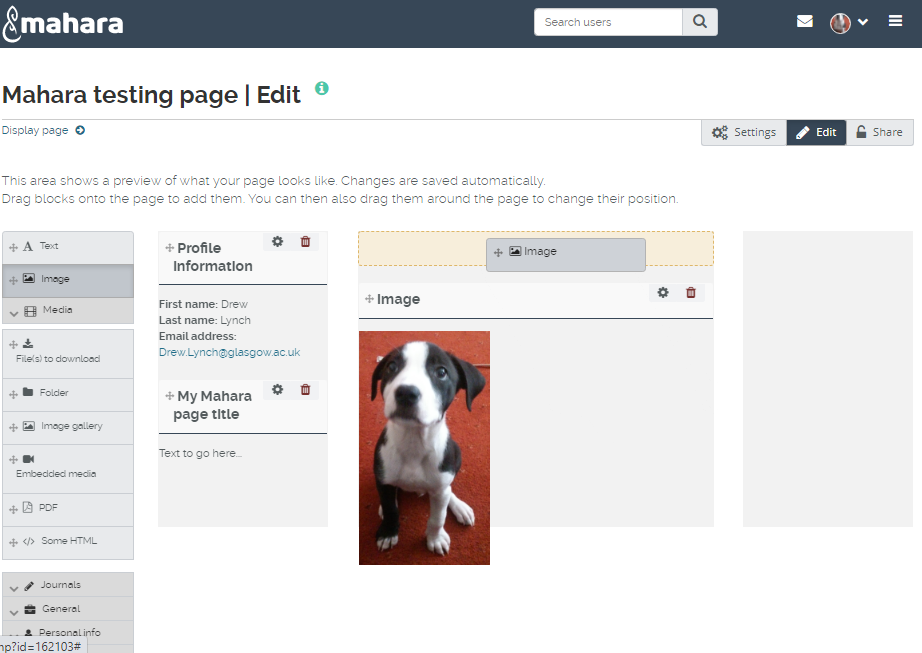 mahara
Search users
Mahara testing page | Edit
Display page
Settings
Edit
Share
This area shows a preview of what your page looks like. Changes are saved automatically.
Drag blocks onto the page to add them. You can then also drag them around the page to change their position.
Text
Image
Media
File(s) to download
Folder
Image gallery
Embedded media
PDF
Some HTML
Journals
General
Personal info
Profile
Information
First name: Drew
Last name: Lynch
Email address:
Drew.Lynch@glasgow.ac.uk
My Mahara
page title
Text to go here...
Image
Image
hp?id=162103#